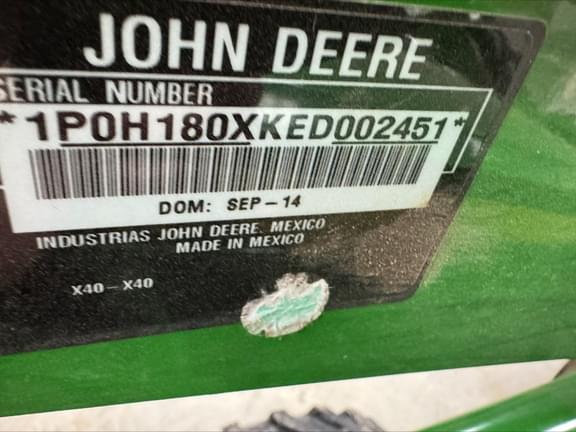 JOHN DEERE
SERIAL NUMBER
*1P0H180XKED002451*
DOM: SEP-14
INDUSTRIAS JOHN DEERE. MEXICO
MADE IN MEXICO
X40-X40